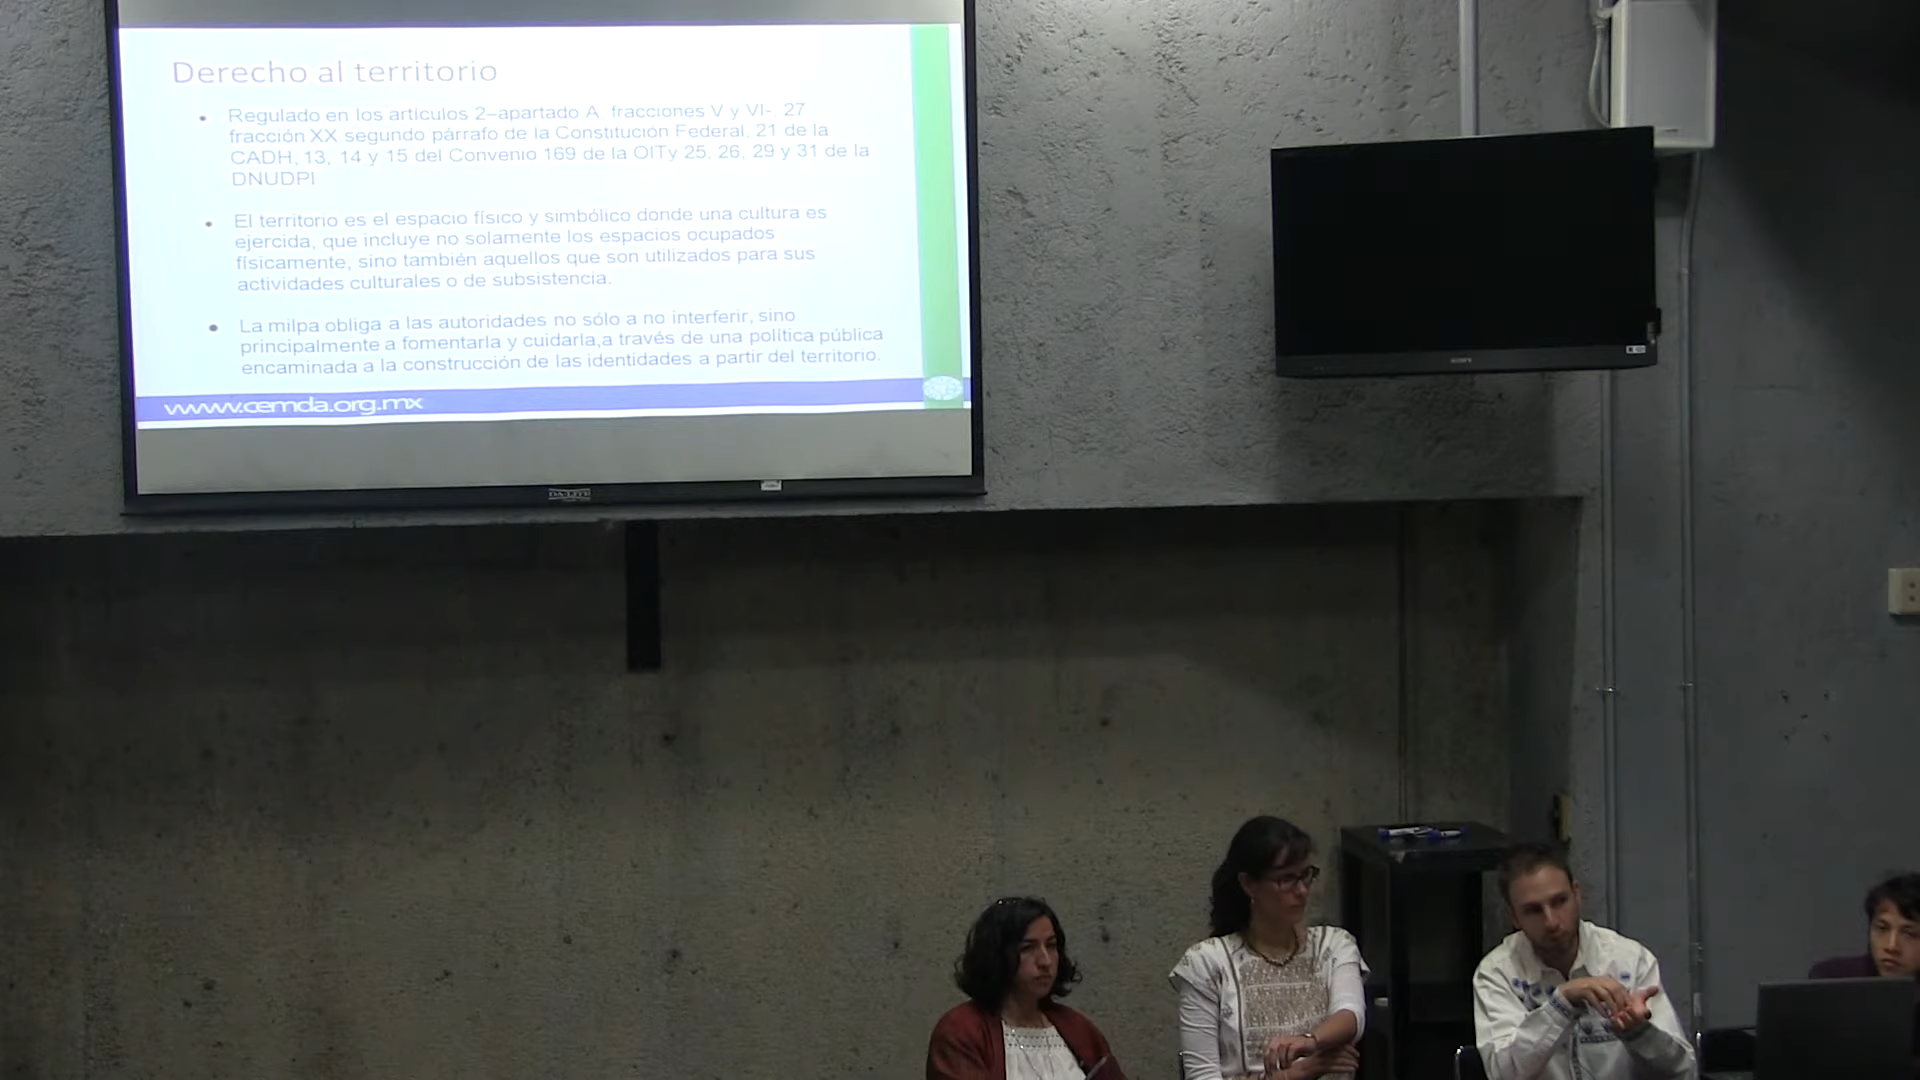 Derecho al territorio
• Regulado en los artículos 2–apartado A, fracciones V y VI-, 27
fracción XX segundo párrafo de la Constitución Federal, 21 de la
CADH, 13, 14 y 15 del Convenio 169 de la OITy 25, 26, 29 y 31 de la
DNUDPI
• El territorio es el espacio físico y simbólico donde una cultura es
ejercida, que incluye no solamente los espacios ocupados
físicamente, sino también aquellos que son utilizados para sus
actividades culturales o de subsistencia.
• La milpa obliga a las autoridades no sólo a no interferir, sino
principalmente a fomentarla y cuidarla,a través de una política pública
encaminada a la construcción de las identidades a partir del territorio.
www.cemda.org.mx
DA-LITE
SONY